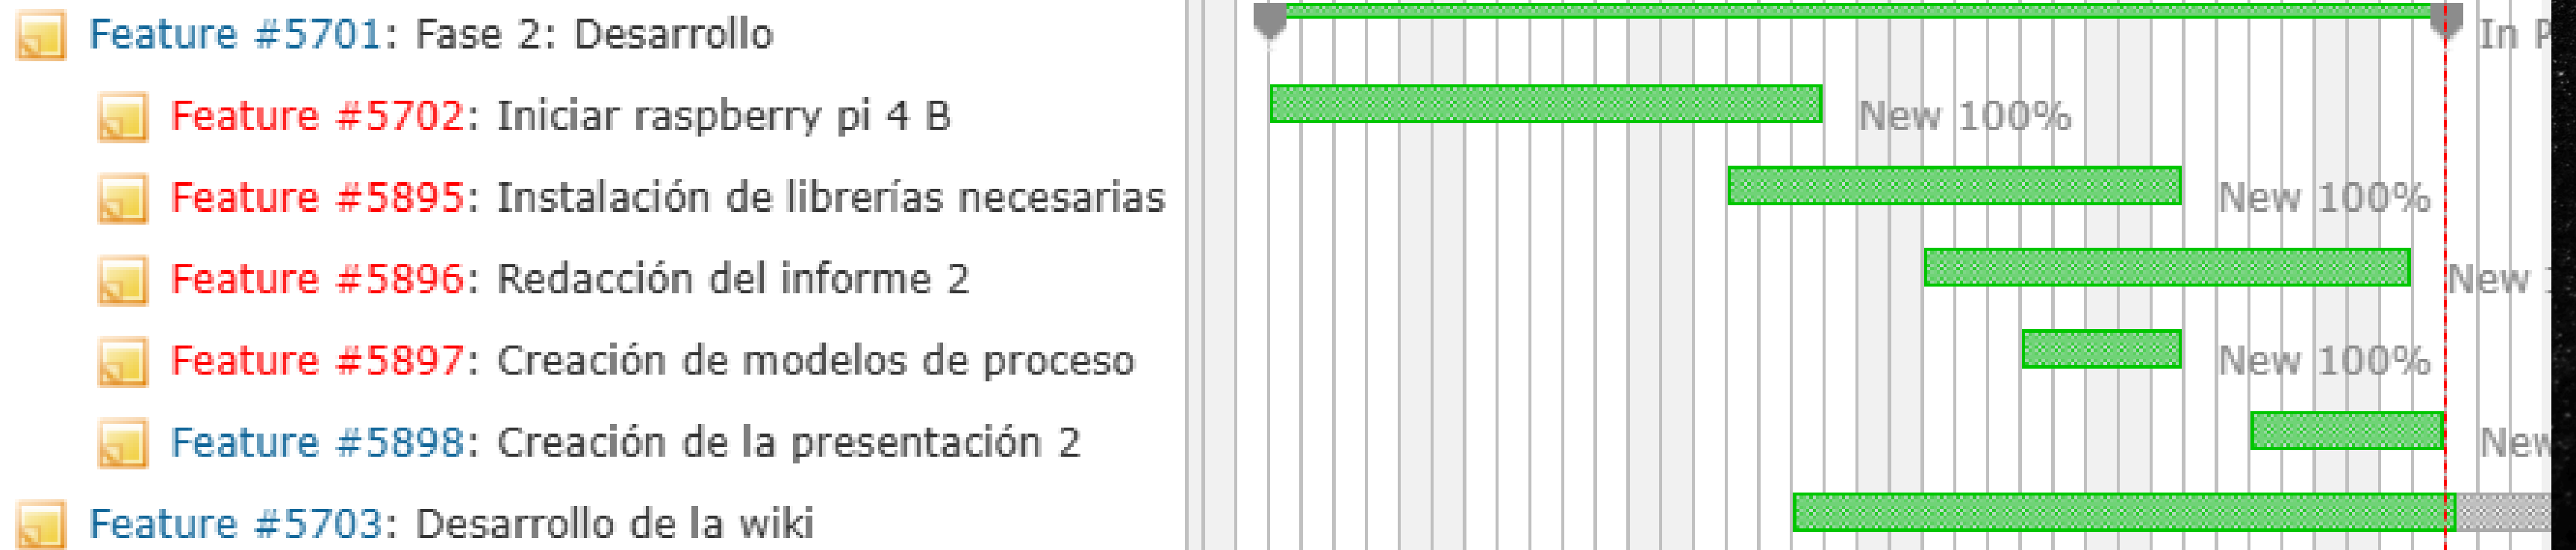 Feature #5701: Fase 2: Desarrollo In
Feature #5702: Iniciar raspberry pi 4 B New 100%
Feature #5895: Instalación de librerías necesarias New 100%
Feature #5896: Redacción del informe 2 New
Feature #5897: Creación de modelos de proceso New 100%
Feature #5898: Creación de la presentación 2 New
Feature #5703: Desarrollo de la wiki